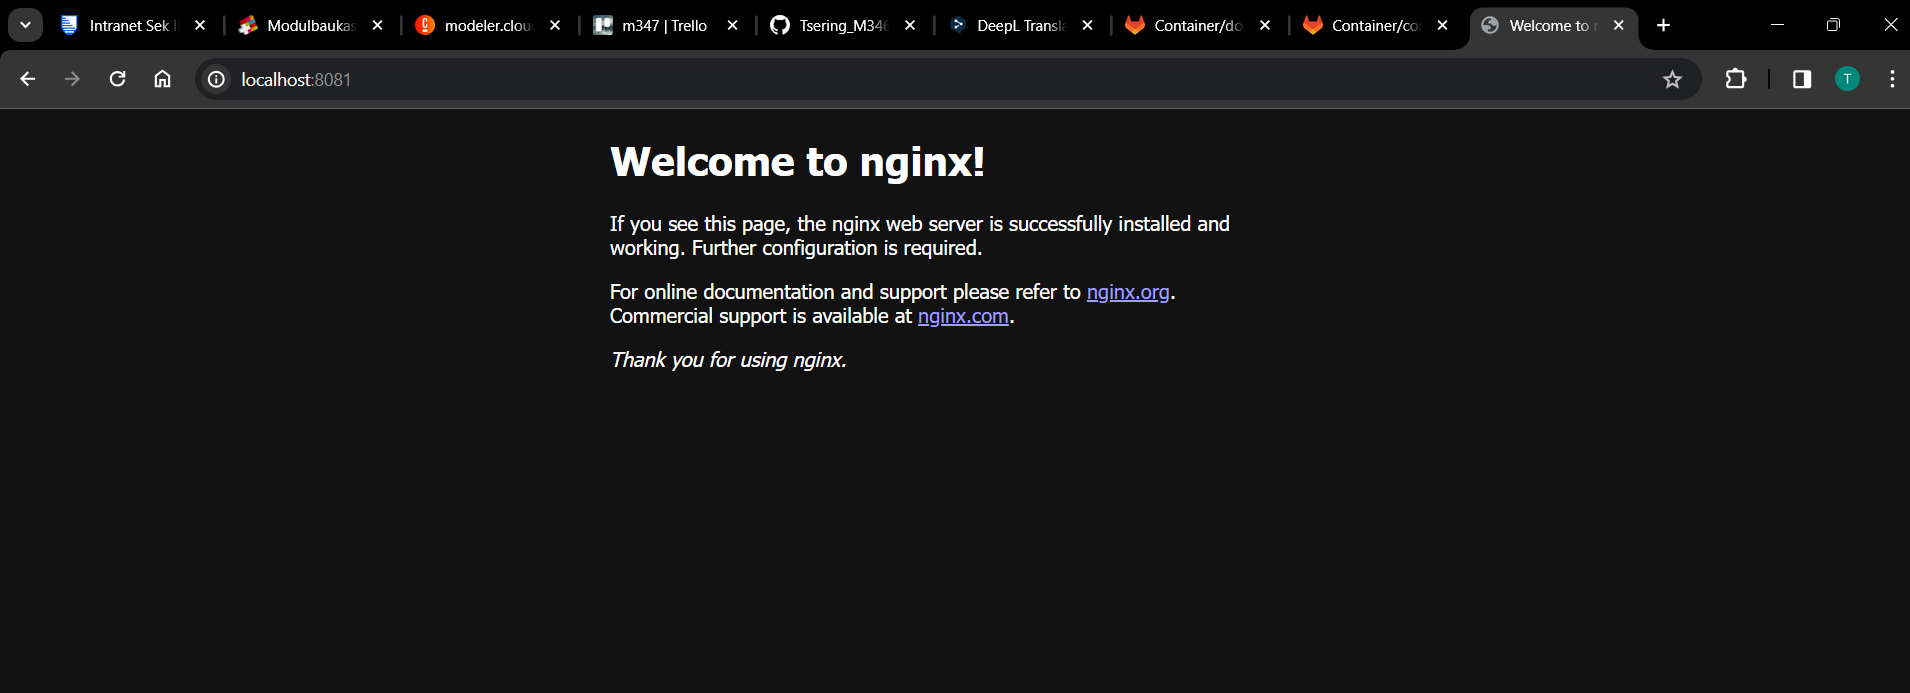 Intranet Sek
Modulbaukas
modeler.clou
m347 | Trello
Tsering_M346
DeepL Transla
Container/do
Container/co
Welcome to
localhost:8081
T
Welcome to nginx!
If you see this page, the nginx web server is successfully installed and
working. Further configuration is required.
For online documentation and support please refer to nginx.org.
Commercial support is available at nginx.com.
Thank you for using nginx.